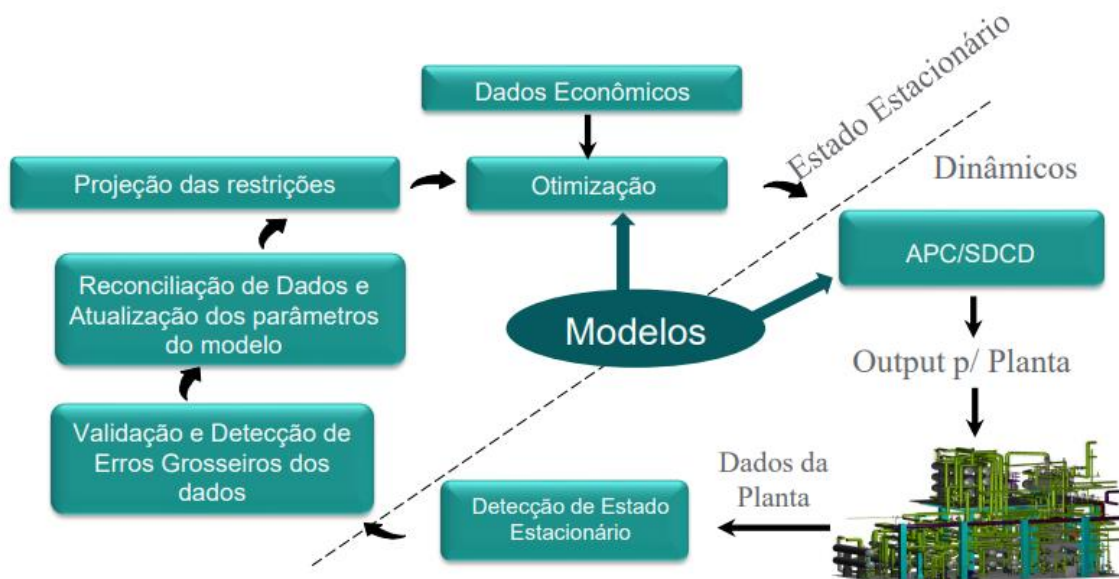 Dados Econômicos
Estado Estacionário
Projeção das restrições
Otimização
Dinâmicos
APC/SDCD
Reconciliação de Dados e
Atualização dos parâmetros
do modelo
Modelos
Output p/ Planta
Validação e Detecção de
Erros Grosseiros dos
dados
Detecção de Estado
Estacionário
Dados da
Planta